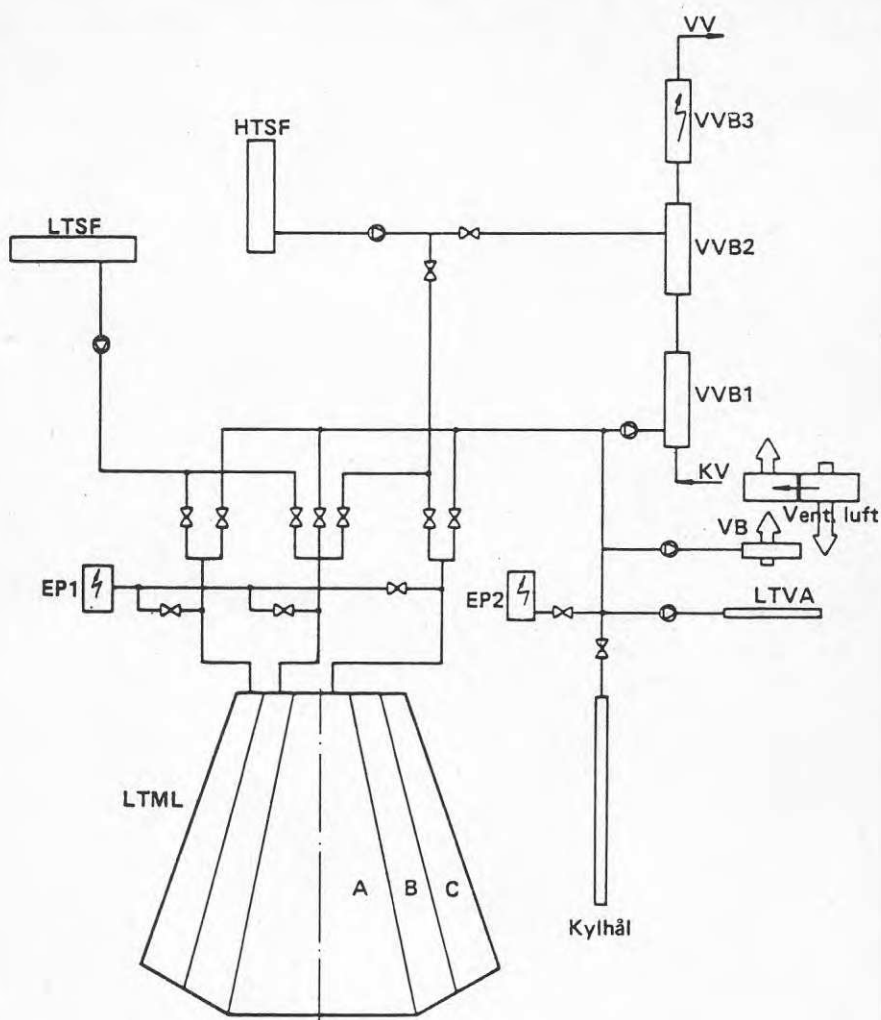 VV
VVB3
HTSF
LTSF
VVB2
VVB1
KV
Vent. luft
VB
EP1
EP2
LTVA
LTML
A
B
C
Kylhål